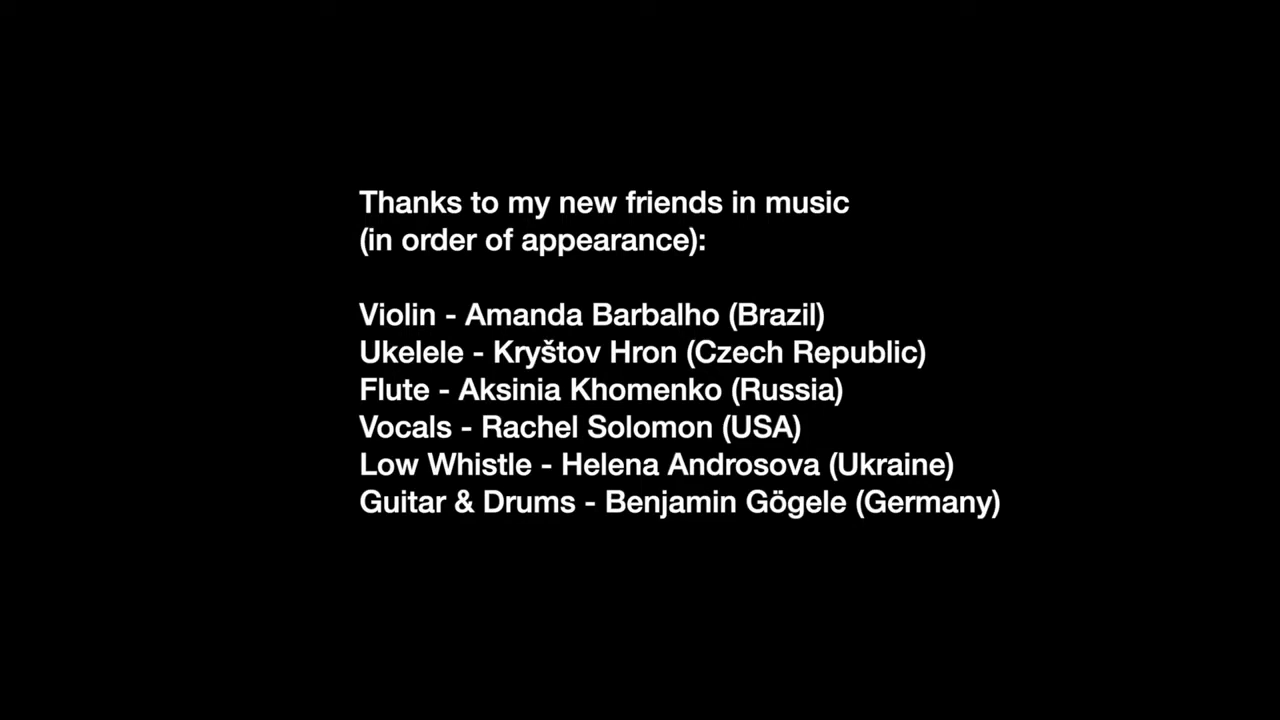 Thanks to my new friends in music
(in order of appearance):
Violin - Amanda Barbalho (Brazil)
Ukelele - Kryštov Hron (Czech Republic)
Flute - Aksinia Khomenko (Russia)
Vocals - Rachel Solomon (USA)
Low Whistle - Helena Androsova (Ukraine)
Guitar & Drums - Benjamin Gögele (Germany)